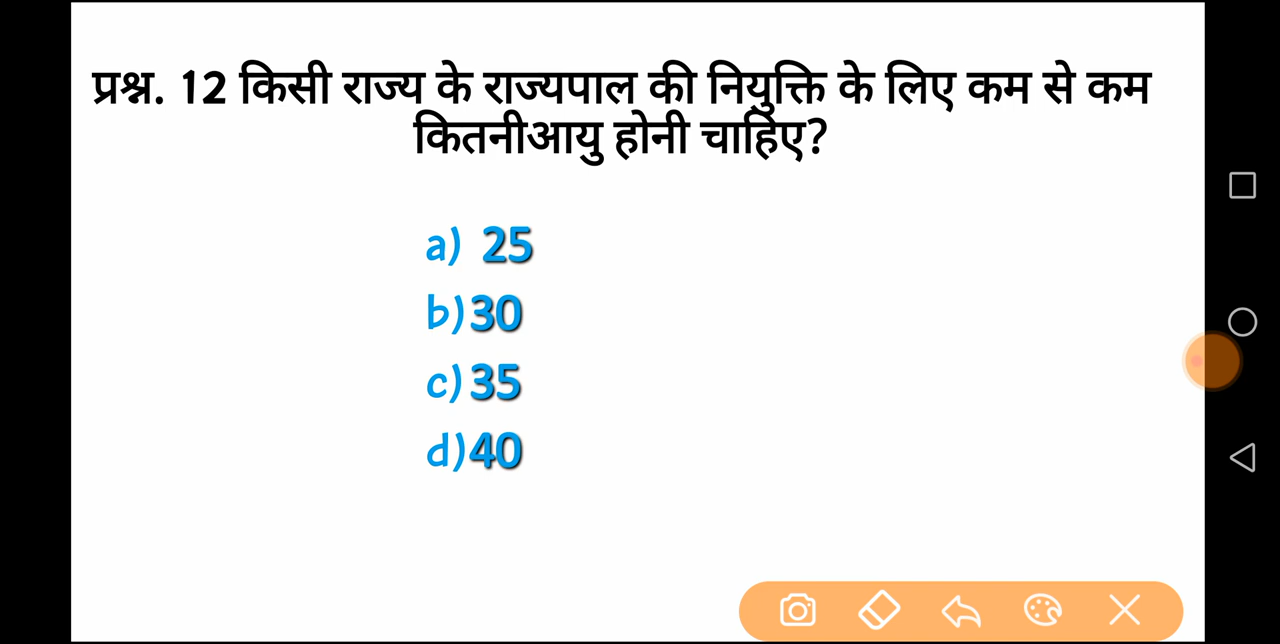 प्रश्न. 12 किसी राज्य के राज्यपाल की नियुक्ति के लिए कम से कम
कितनीआयु होनी चाहिए?
a) 25
b)30
c)35
d)40